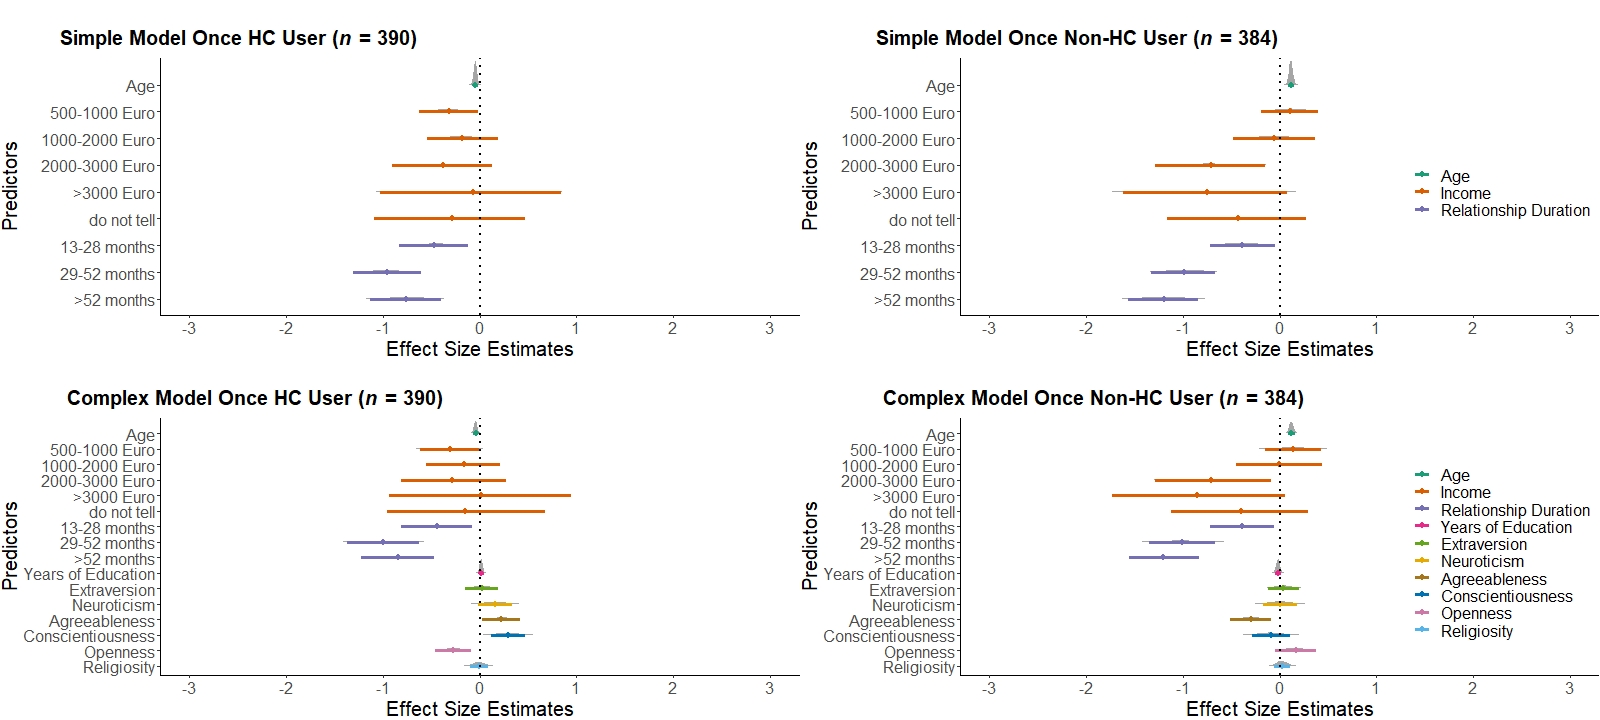 Simple Model Once HC User (n = 390)
Predictors
Age
500-1000 Euro
1000-2000 Euro
2000-3000 Euro
>3000 Euro
do not tell
13-28 months
29-52 months
>52 months
-3 -2 -1 0 1 2 3
Effect Size Estimates
Simple Model Once Non-HC User (n = 384)
Predictors
Age
500-1000 Euro
1000-2000 Euro
2000-3000 Euro
>3000 Euro
do not tell
13-28 months
29-52 months
>52 months
-3 -2 -1 0 1 2 3
Effect Size Estimates
Age
Income
Relationship Duration
Complex Model Once HC User (n = 390)
Predictors
Age
500-1000 Euro
1000-2000 Euro
2000-3000 Euro
>3000 Euro
do not tell
13-28 months
29-52 months
>52 months
Years of Education
Extraversion
Neuroticism
Agreeableness
Conscientiousness
Openness
Religiosity
-3 -2 -1 0 1 2 3
Effect Size Estimates
Complex Model Once Non-HC User (n = 384)
Predictors
Age
500-1000 Euro
1000-2000 Euro
2000-3000 Euro
>3000 Euro
do not tell
13-28 months
29-52 months
>52 months
Years of Education
Extraversion
Neuroticism
Agreeableness
Conscientiousness
Openness
Religiosity
-3 -2 -1 0 1 2 3
Effect Size Estimates
Age
Income
Relationship Duration
Years of Education
Extraversion
Neuroticism
Agreeableness
Conscientiousness
Openness
Religiosity